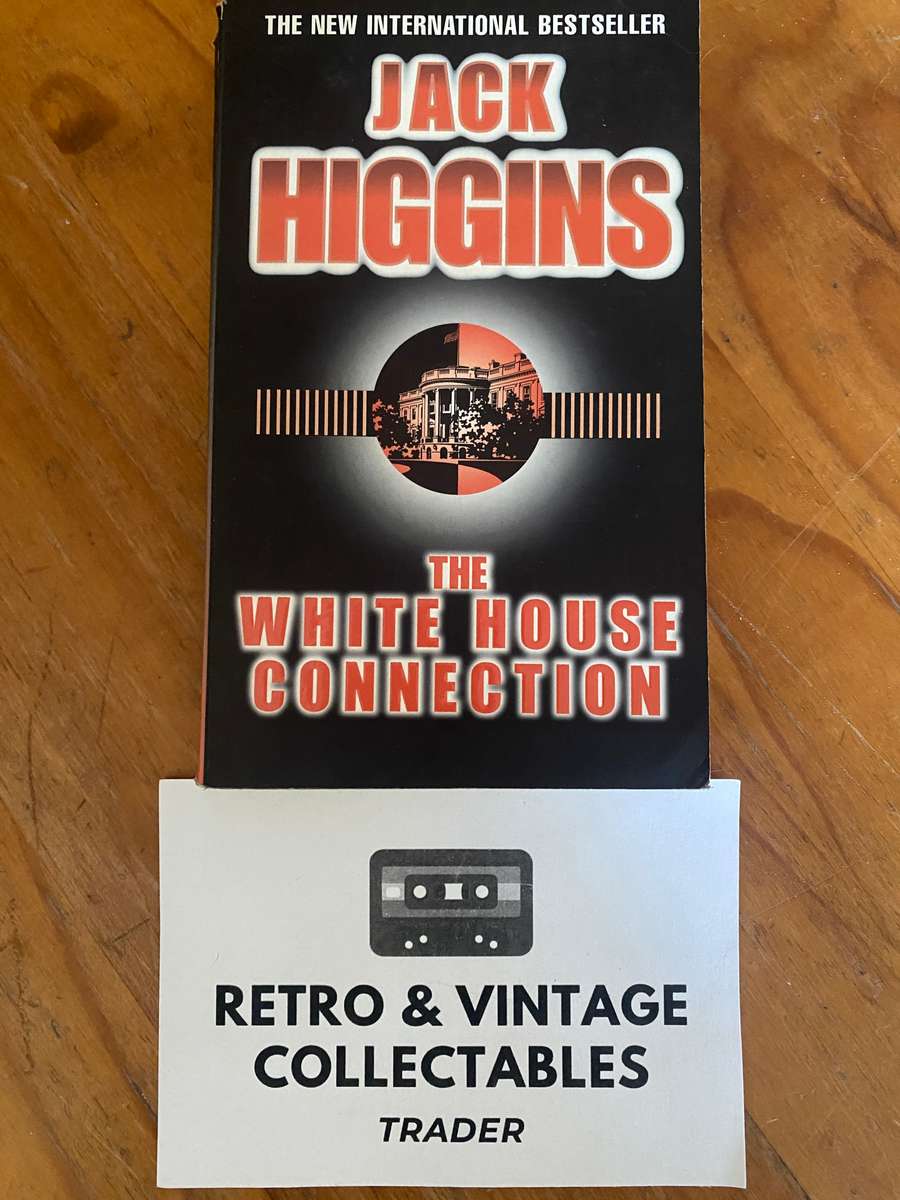 THE NEW INTERNATIONAL BESTSELLER
JACK
HIGGINS
THE
WHITE HOUSE
CONNECTION
RETRO & VINTAGE
COLLECTABLES
TRADER